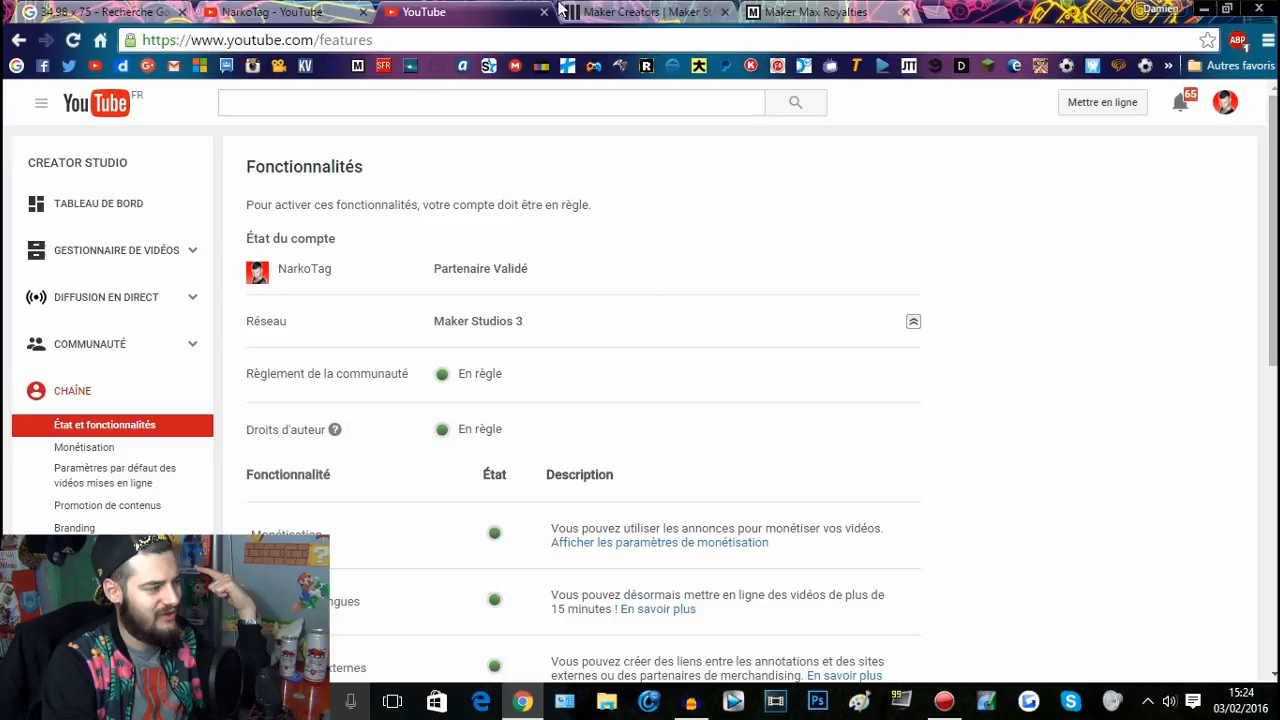 34,98 x 75 - Recherche Go
NarkoTag - YouTube
YouTube
Maker Creators | Maker St
Maker Max Royalties
Damien
https://www.youtube.com/features
Autres favoris
YouTube FR
Mettre en ligne
65
CREATOR STUDIO
TABLEAU DE BORD
GESTIONNAIRE DE VIDÉOS
DIFFUSION EN DIRECT
COMMUNAUTÉ
CHAÎNE
État et fonctionnalités
Monétisation
Paramètres par défaut des
vidéos mises en ligne
Promotion de contenus
Branding
Fonctionnalités
Pour activer ces fonctionnalités, votre compte doit être en règle.
État du compte
NarkoTag Partenaire Validé
Réseau Maker Studios 3
Règlement de la communauté En règle
Droits d'auteur ? En règle
Fonctionnalité État Description
Monétisation Vous pouvez utiliser les annonces pour monétiser vos vidéos.
Afficher les paramètres de monétisation
ngues Vous pouvez désormais mettre en ligne des vidéos de plus de
15 minutes ! En savoir plus
externes Vous pouvez créer des liens entre les annotations et des sites
externes ou des partenaires de merchandising. En savoir plus
15:24
03/02/2016